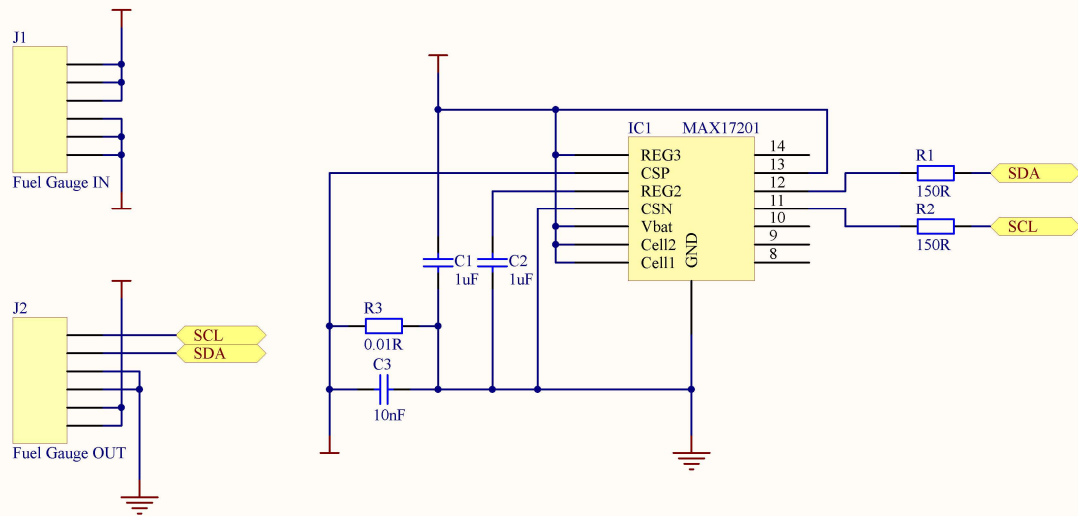 J1
Fuel Gauge IN
J2
SCL
SDA
Fuel Gauge OUT
IC1 MAX17201
REG3 14
CSP 13
REG2 12
CSN 11
Vbat 10
Cell2 9
Cell1 8
GND
R1
150R
SDA
R2
150R
SCL
C1
1uF
C2
1uF
R3
0.01R
C3
10nF